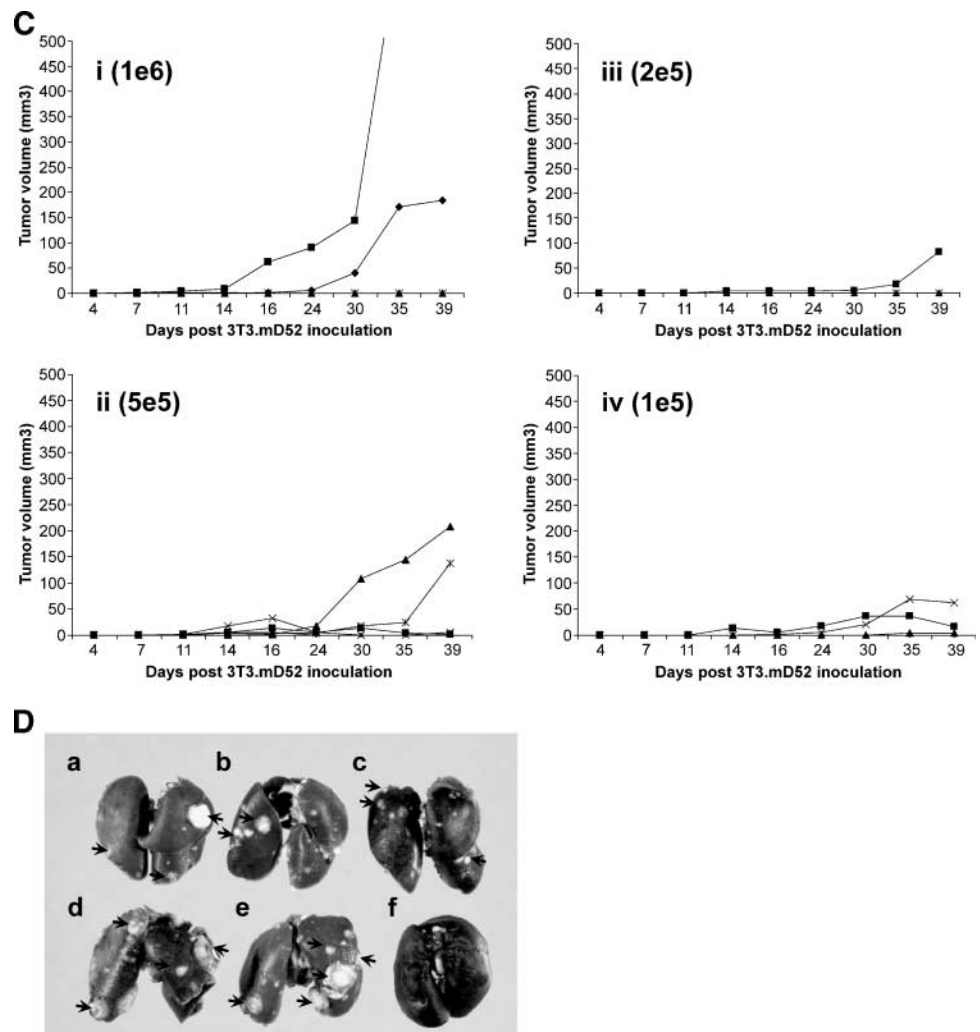 C
i (1e6)
Tumor volume (mm3)
500
450
400
350
300
250
200
150
100
50
0
4 7 11 14 16 24 30 35 39
Days post 3T3.mD52 inoculation
iii (2e5)
Tumor volume (mm3)
500
450
400
350
300
250
200
150
100
50
0
4 7 11 14 16 24 30 35 39
Days post 3T3.mD52 inoculation
ii (5e5)
Tumor volume (mm3)
500
450
400
350
300
250
200
150
100
50
0
4 7 11 14 16 24 30 35 39
Days post 3T3.mD52 inoculation
iv (1e5)
Tumor volume (mm3)
500
450
400
350
300
250
200
150
100
50
0
4 7 11 14 16 24 30 35 39
Days post 3T3.mD52 inoculation
D
a b c
d e f